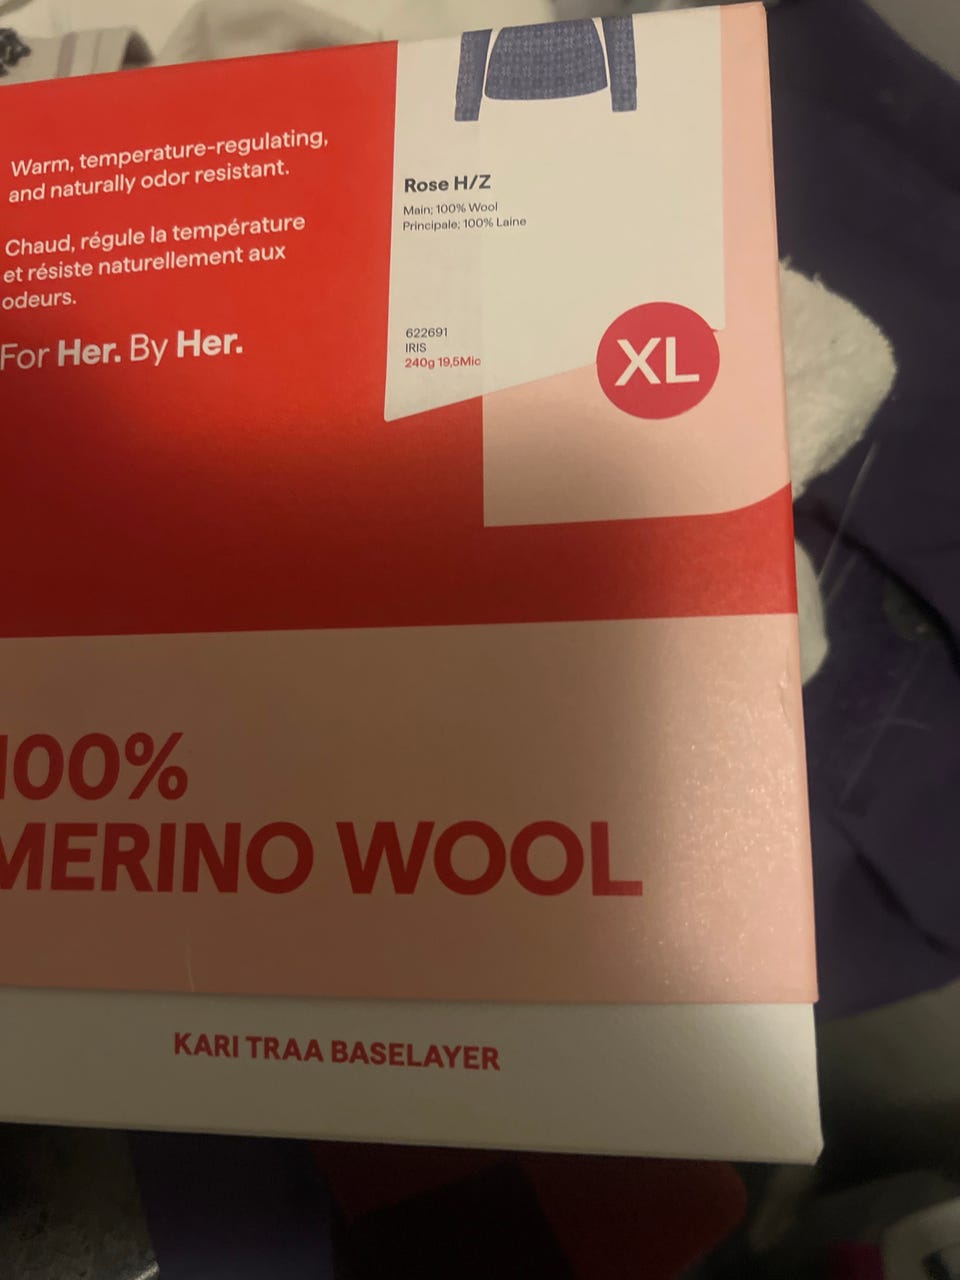 Warm, temperature-regulating,
and naturally odor resistant.
Chaud, régule la température
et résiste naturellement aux
odeurs.
For Her. By Her.
Rose H/Z
Main: 100% Wool
Principale: 100% Laine
622691
IRIS
240g 19,5Mic
XL
100%
MERINO WOOL
KARI TRAA BASELAYER